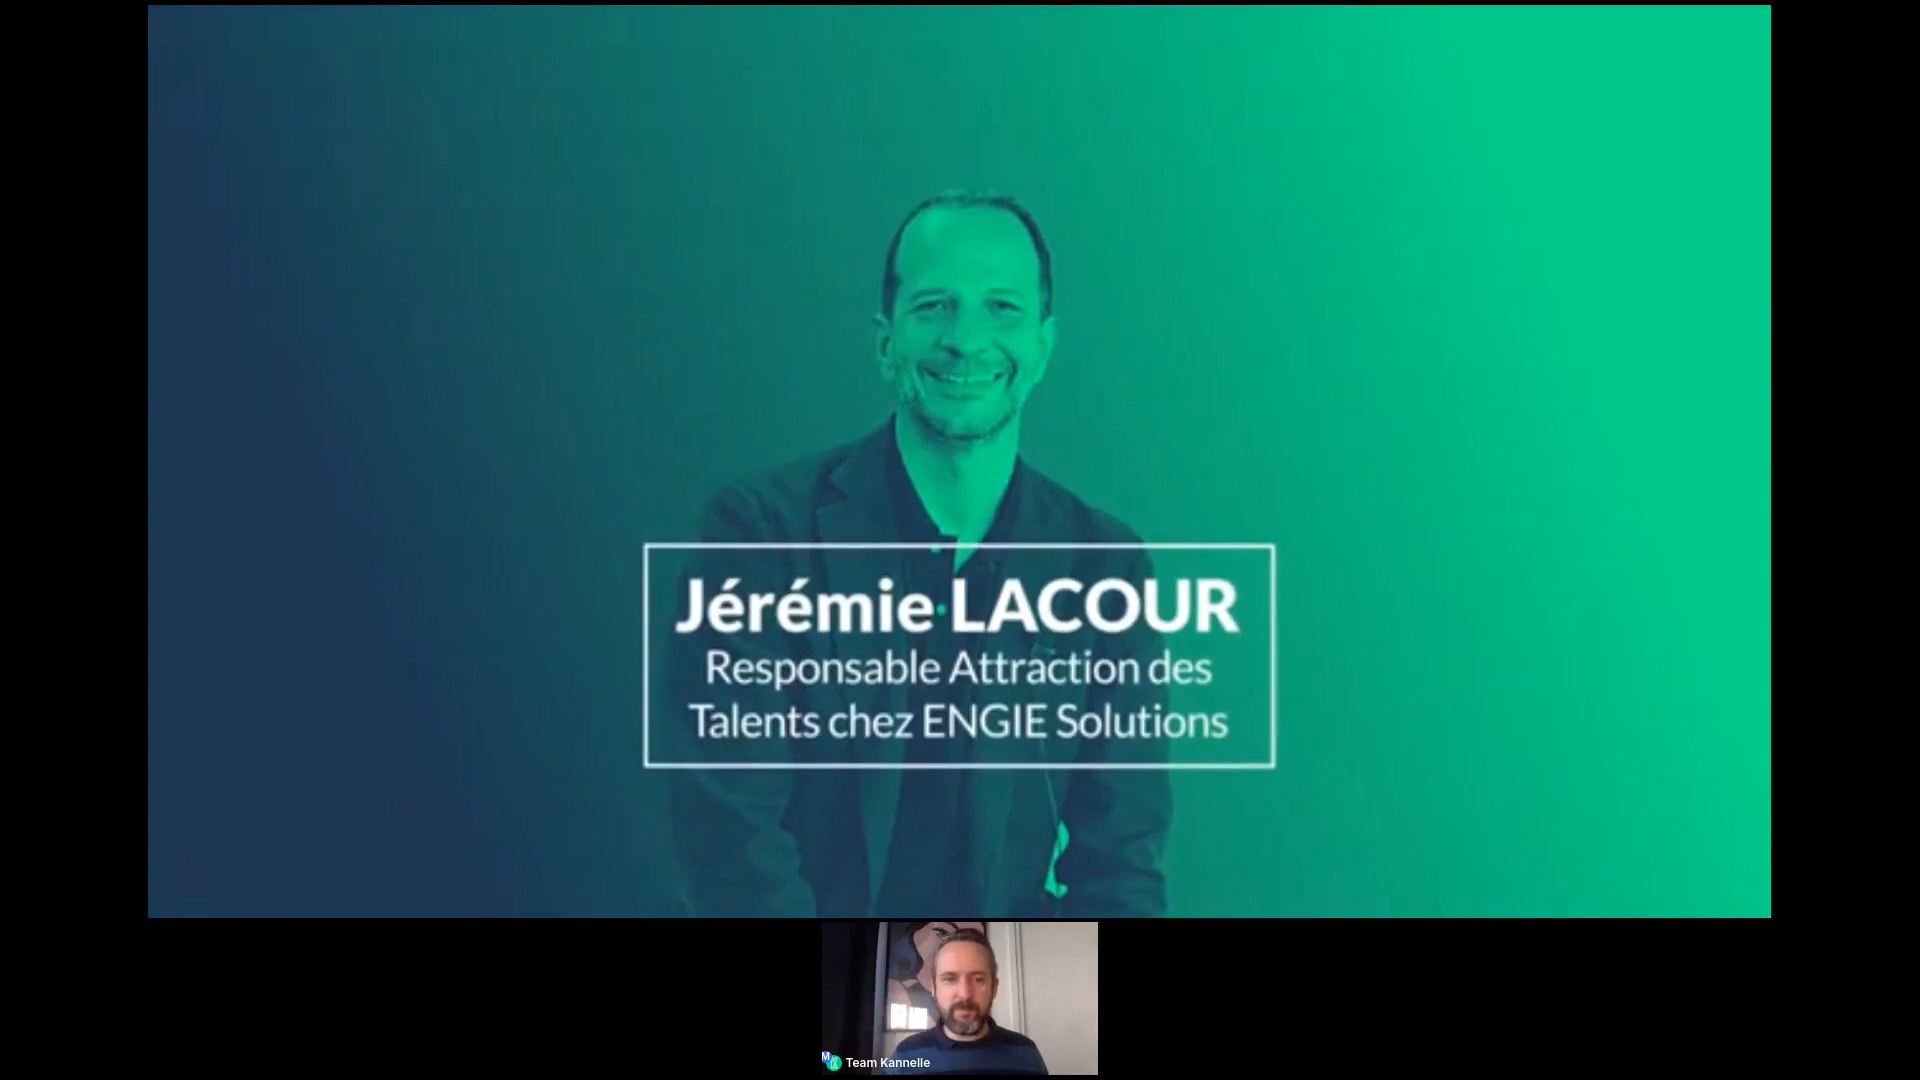 Jérémie LACOUR
Responsable Attraction des
Talents chez ENGIE Solutions
Team Kannelle